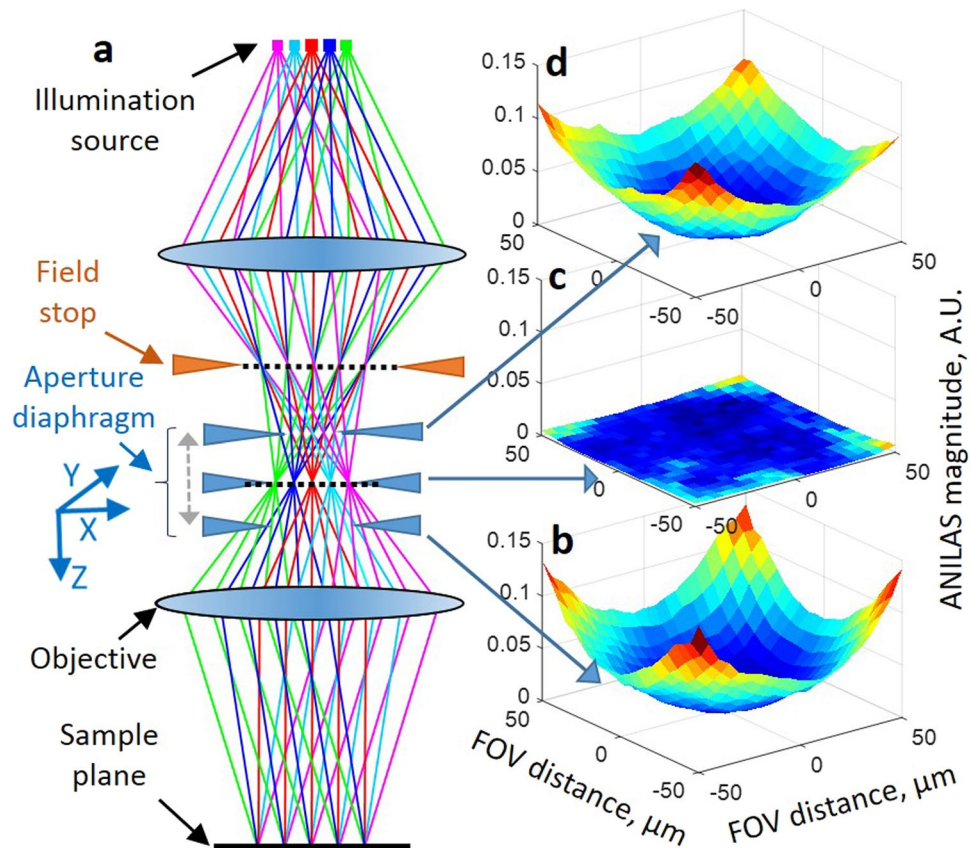 a
Illumination
source
Field
stop
Aperture
diaphragm
Y
X
Z
Objective
Sample
plane
d
0.15
0.1
0.05
0
50
0
-50
-50
0
50
c
0.15
0.1
0.05
0
50
0
-50
-50
0
50
b
0.15
0.1
0.05
0
50
0
-50
-50
0
50
FOV distance, μm
FOV distance, μm
ANILAS magnitude, A.U.